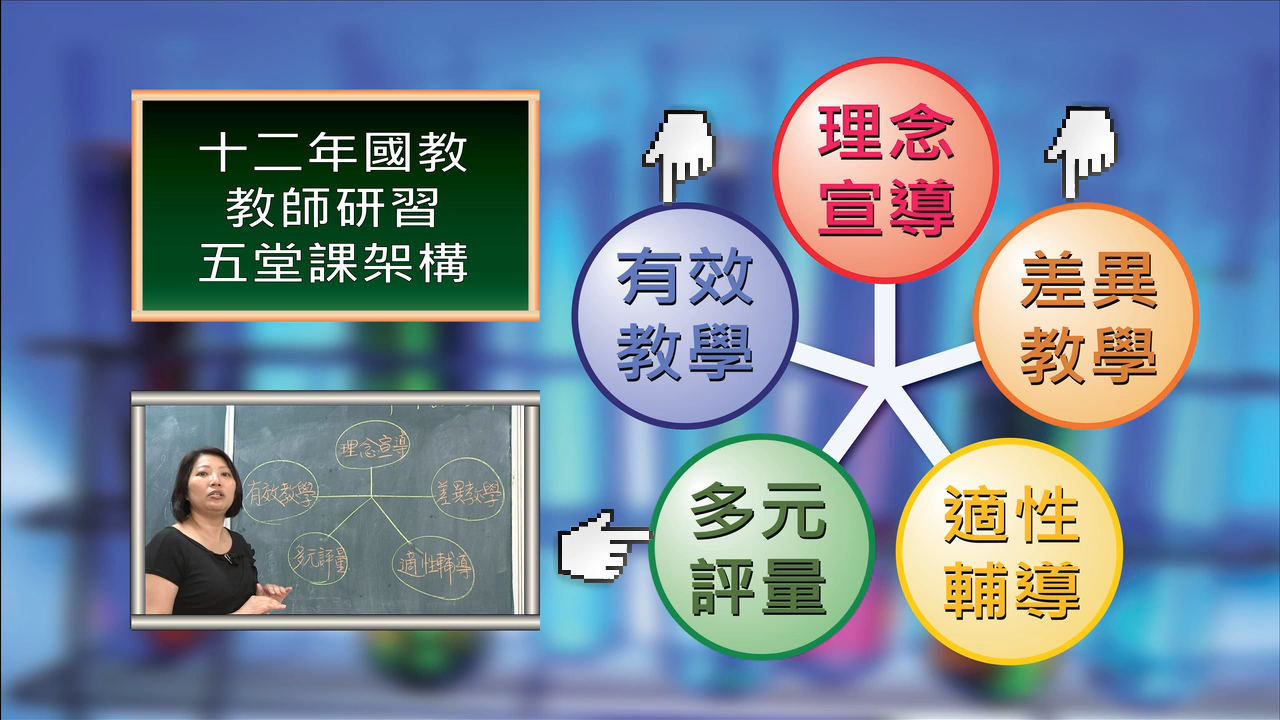 十二年國教
教師研習
五堂課架構
理念
宣導
有效
教學
差異
教學
多元
評量
適性
輔導
理念宣導
有效教學
差異教學
多元評量
適性輔導